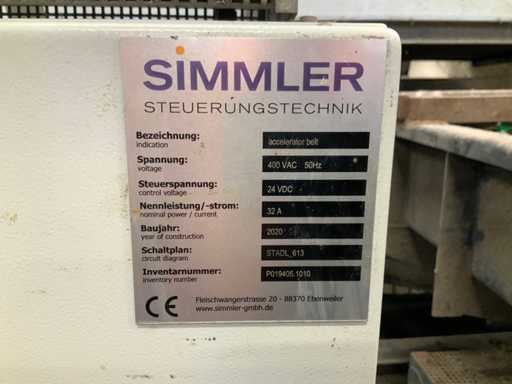 SIMMLER
STEUERUNGSTECHNIK
Bezeichnung: accelerator belt
indication
Spannung: 400 VAC 50Hz
voltage
Steuerspannung: 24 VDC
control voltage
Nennleistung/-strom: 32 A
nominal power / current
Baujahr: 2020
year of construction
Schaltplan: STADL_613
circuit diagram
Inventarnummer: P019406.1010
inventory number
CE Fleischwangerstrasse 20 - 88370 Ebenweiler
www.simmler-gmbh.de